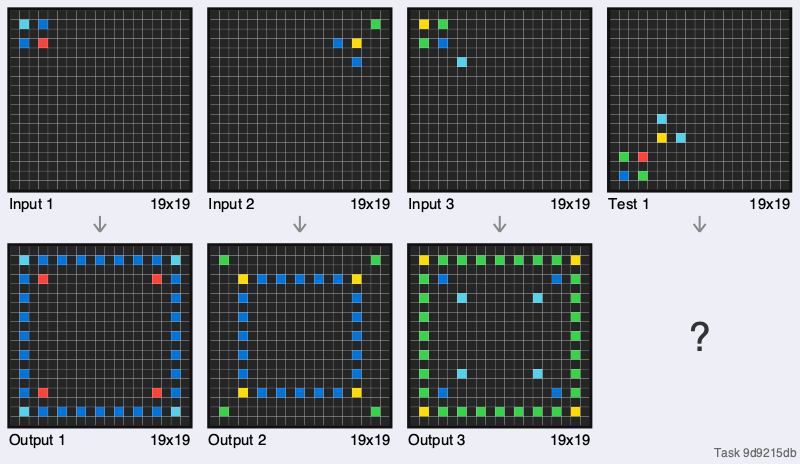 Input 1 19x19
Input 2 19x19
Input 3 19x19
Test 1 19x19
?
Output 1 19x19
Output 2 19x19
Output 3 19x19
Task 9d9215db